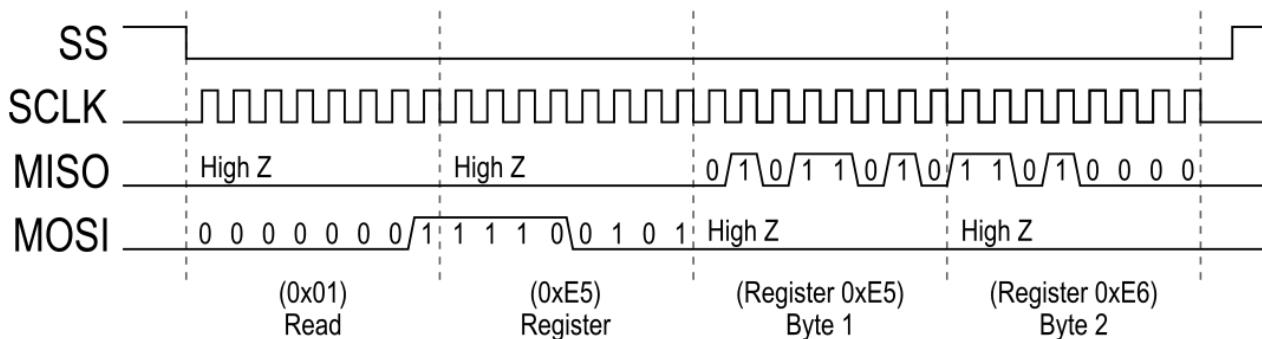 SS
SCLK
MISO High Z High Z 0 1 0 1 1 0 1 0 1 1 0 1 0 0 0 0
MOSI 0 0 0 0 0 0 0 1 1 1 1 0 0 1 0 1 High Z High Z
(0x01) (0xE5) (Register 0xE5) (Register 0xE6)
Read Register Byte 1 Byte 2